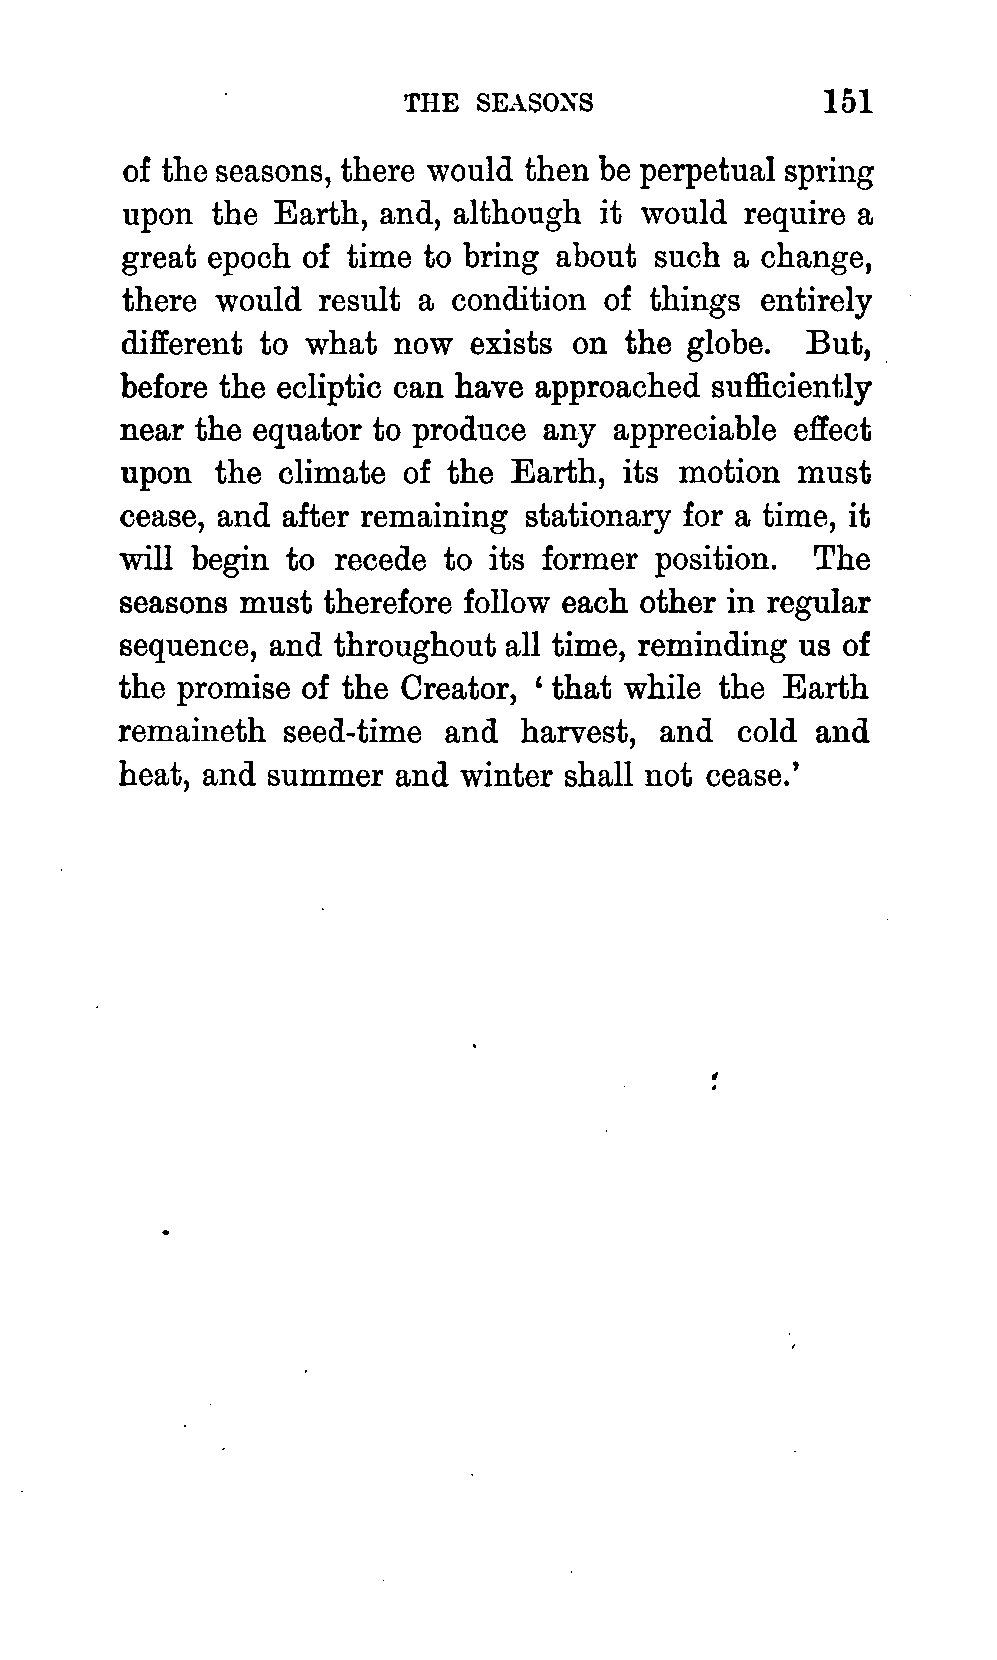 THE SEASONS 151
of the seasons, there would then be perpetual spring
upon the Earth, and, although it would require a
great epoch of time to bring about such a change,
there would result a condition of things entirely
different to what now exists on the globe. But,
before the ecliptic can have approached sufficiently
near the equator to produce any appreciable effect
upon the climate of the Earth, its motion must
cease, and after remaining stationary for a time, it
will begin to recede to its former position. The
seasons must therefore follow each other in regular
sequence, and throughout all time, reminding us of
the promise of the Creator, ‘ that while the Earth
remaineth seed-time and harvest, and cold and
heat, and summer and winter shall not cease.’